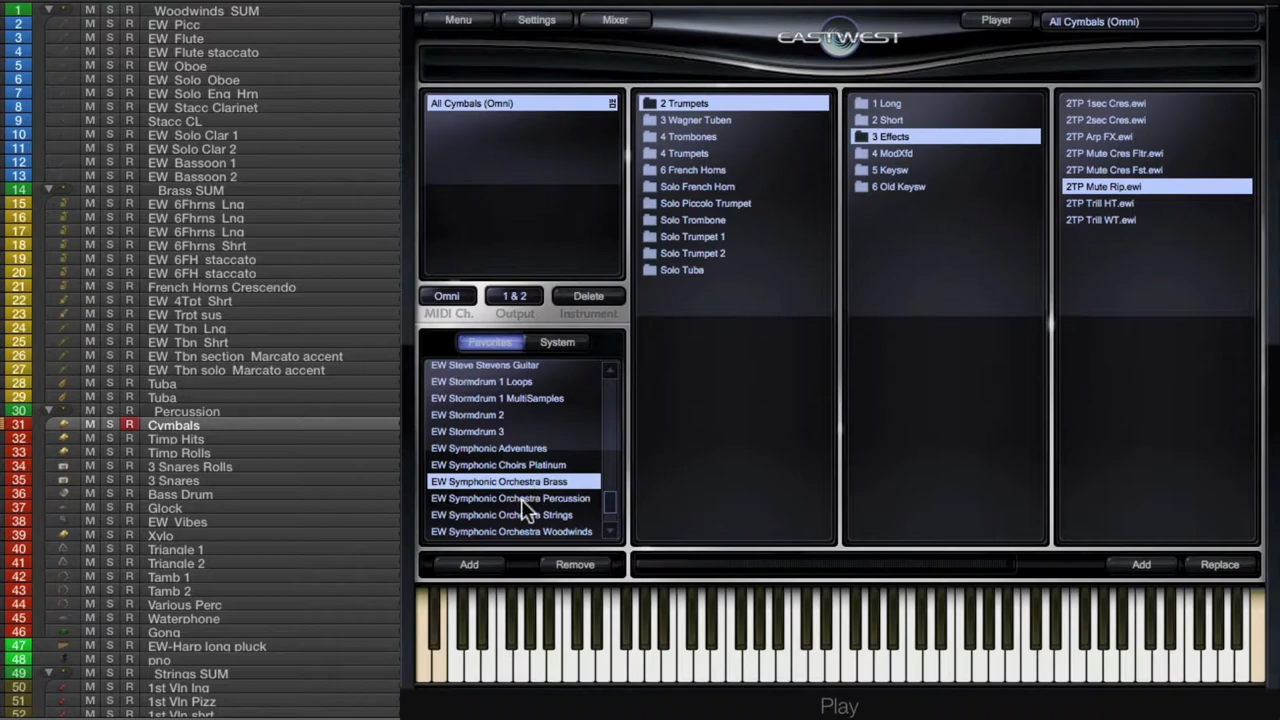 1 M S R Woodwinds SUM
2 M S R EW Picc
3 M S R EW Flute
4 M S R EW Flute staccato
5 M S R EW Oboe
6 M S R EW Solo Oboe
7 M S R EW Solo Eng Hrn
8 M S R EW Stacc Clarinet
9 M S R Stacc CL
10 M S R EW Solo Clar 1
11 M S R EW Solo Clar 2
12 M S R EW Bassoon 1
13 M S R EW Bassoon 2
14 M S R Brass SUM
15 M S R EW 6Fhrns Lng
16 M S R EW 6Fhrns Lng
17 M S R EW 6Fhrns Lng
18 M S R EW 6Fhrns Shrt
19 M S R EW 6FH staccato
20 M S R EW 6FH staccato
21 M S R French Horns Crescendo
22 M S R EW 4Tpt Shrt
23 M S R EW Trpt sus
24 M S R EW Tbn Lng
25 M S R EW Tbn Shrt
26 M S R EW Tbn section Marcato accent
27 M S R EW Tbn solo Marcato accent
28 M S R Tuba
29 M S R Tuba
30 M S R Percussion
31 M S R Cymbals
32 M S R Timp Hits
33 M S R Timp Rolls
34 M S R 3 Snares Rolls
35 M S R 3 Snares
36 M S R Bass Drum
37 M S R Glock
38 M S R EW Vibes
39 M S R Xylo
40 M S R Triangle 1
41 M S R Triangle 2
42 M S R Tamb 1
43 M S R Tamb 2
44 M S R Various Perc
45 M S R Waterphone
46 M S R Gong
47 M S R EW-Harp long pluck
48 M S R pno
49 M S R Strings SUM
50 M S R 1st Vln lng
51 M S R 1st Vln Pizz
52 M S R 1st Vln shrt
Menu Settings Mixer
EASTWEST
Player All Cymbals (Omni)
All Cymbals (Omni)
Omni 1 & 2 Delete
MIDI Ch. Output Instrument
Favorites System
EW Steve Stevens Guitar
EW Stormdrum 1 Loops
EW Stormdrum 1 MultiSamples
EW Stormdrum 2
EW Stormdrum 3
EW Symphonic Adventures
EW Symphonic Choirs Platinum
EW Symphonic Orchestra Brass
EW Symphonic Orchestra Percussion
EW Symphonic Orchestra Strings
EW Symphonic Orchestra Woodwinds
Add Remove
2 Trumpets
3 Wagner Tuben
4 Trombones
4 Trumpets
6 French Horns
Solo French Horn
Solo Piccolo Trumpet
Solo Trombone
Solo Trumpet 1
Solo Trumpet 2
Solo Tuba
1 Long
2 Short
3 Effects
4 ModXfd
5 Keysw
6 Old Keysw
2TP 1sec Cres.ewi
2TP 2sec Cres.ewi
2TP Arp FX.ewi
2TP Mute Cres Fltr.ewi
2TP Mute Cres Fst.ewi
2TP Mute Rip.ewi
2TP Trill HT.ewi
2TP Trill WT.ewi
Add Replace
Play